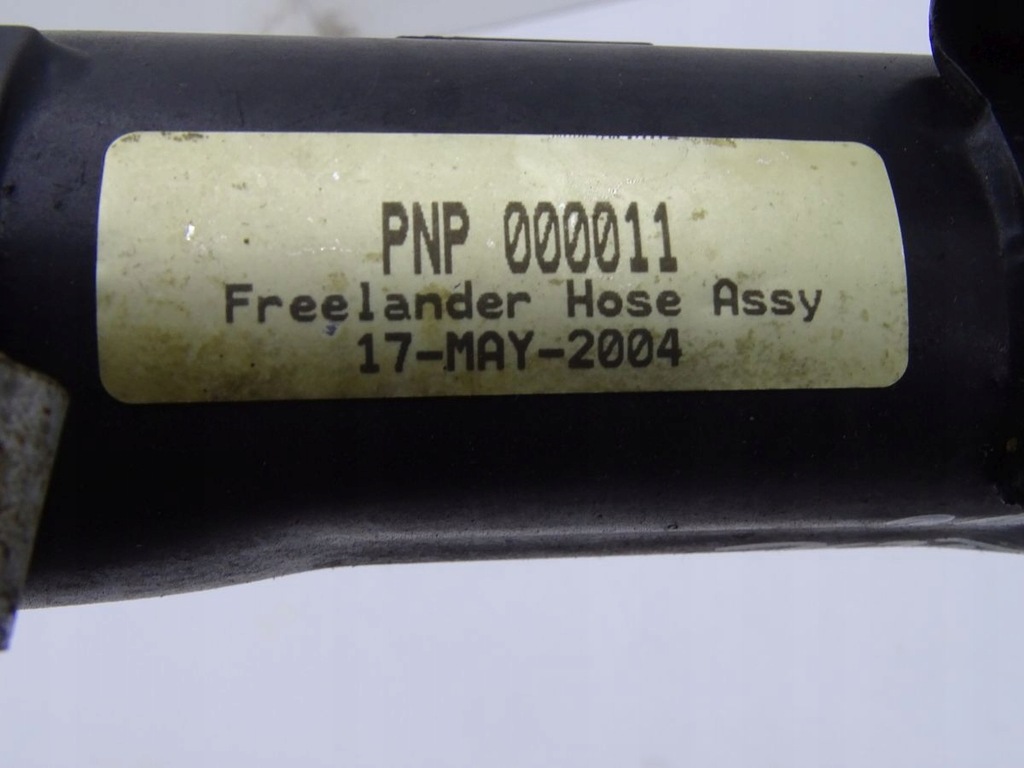 PNP 000011
Freelander Hose Assy
17-MAY-2004